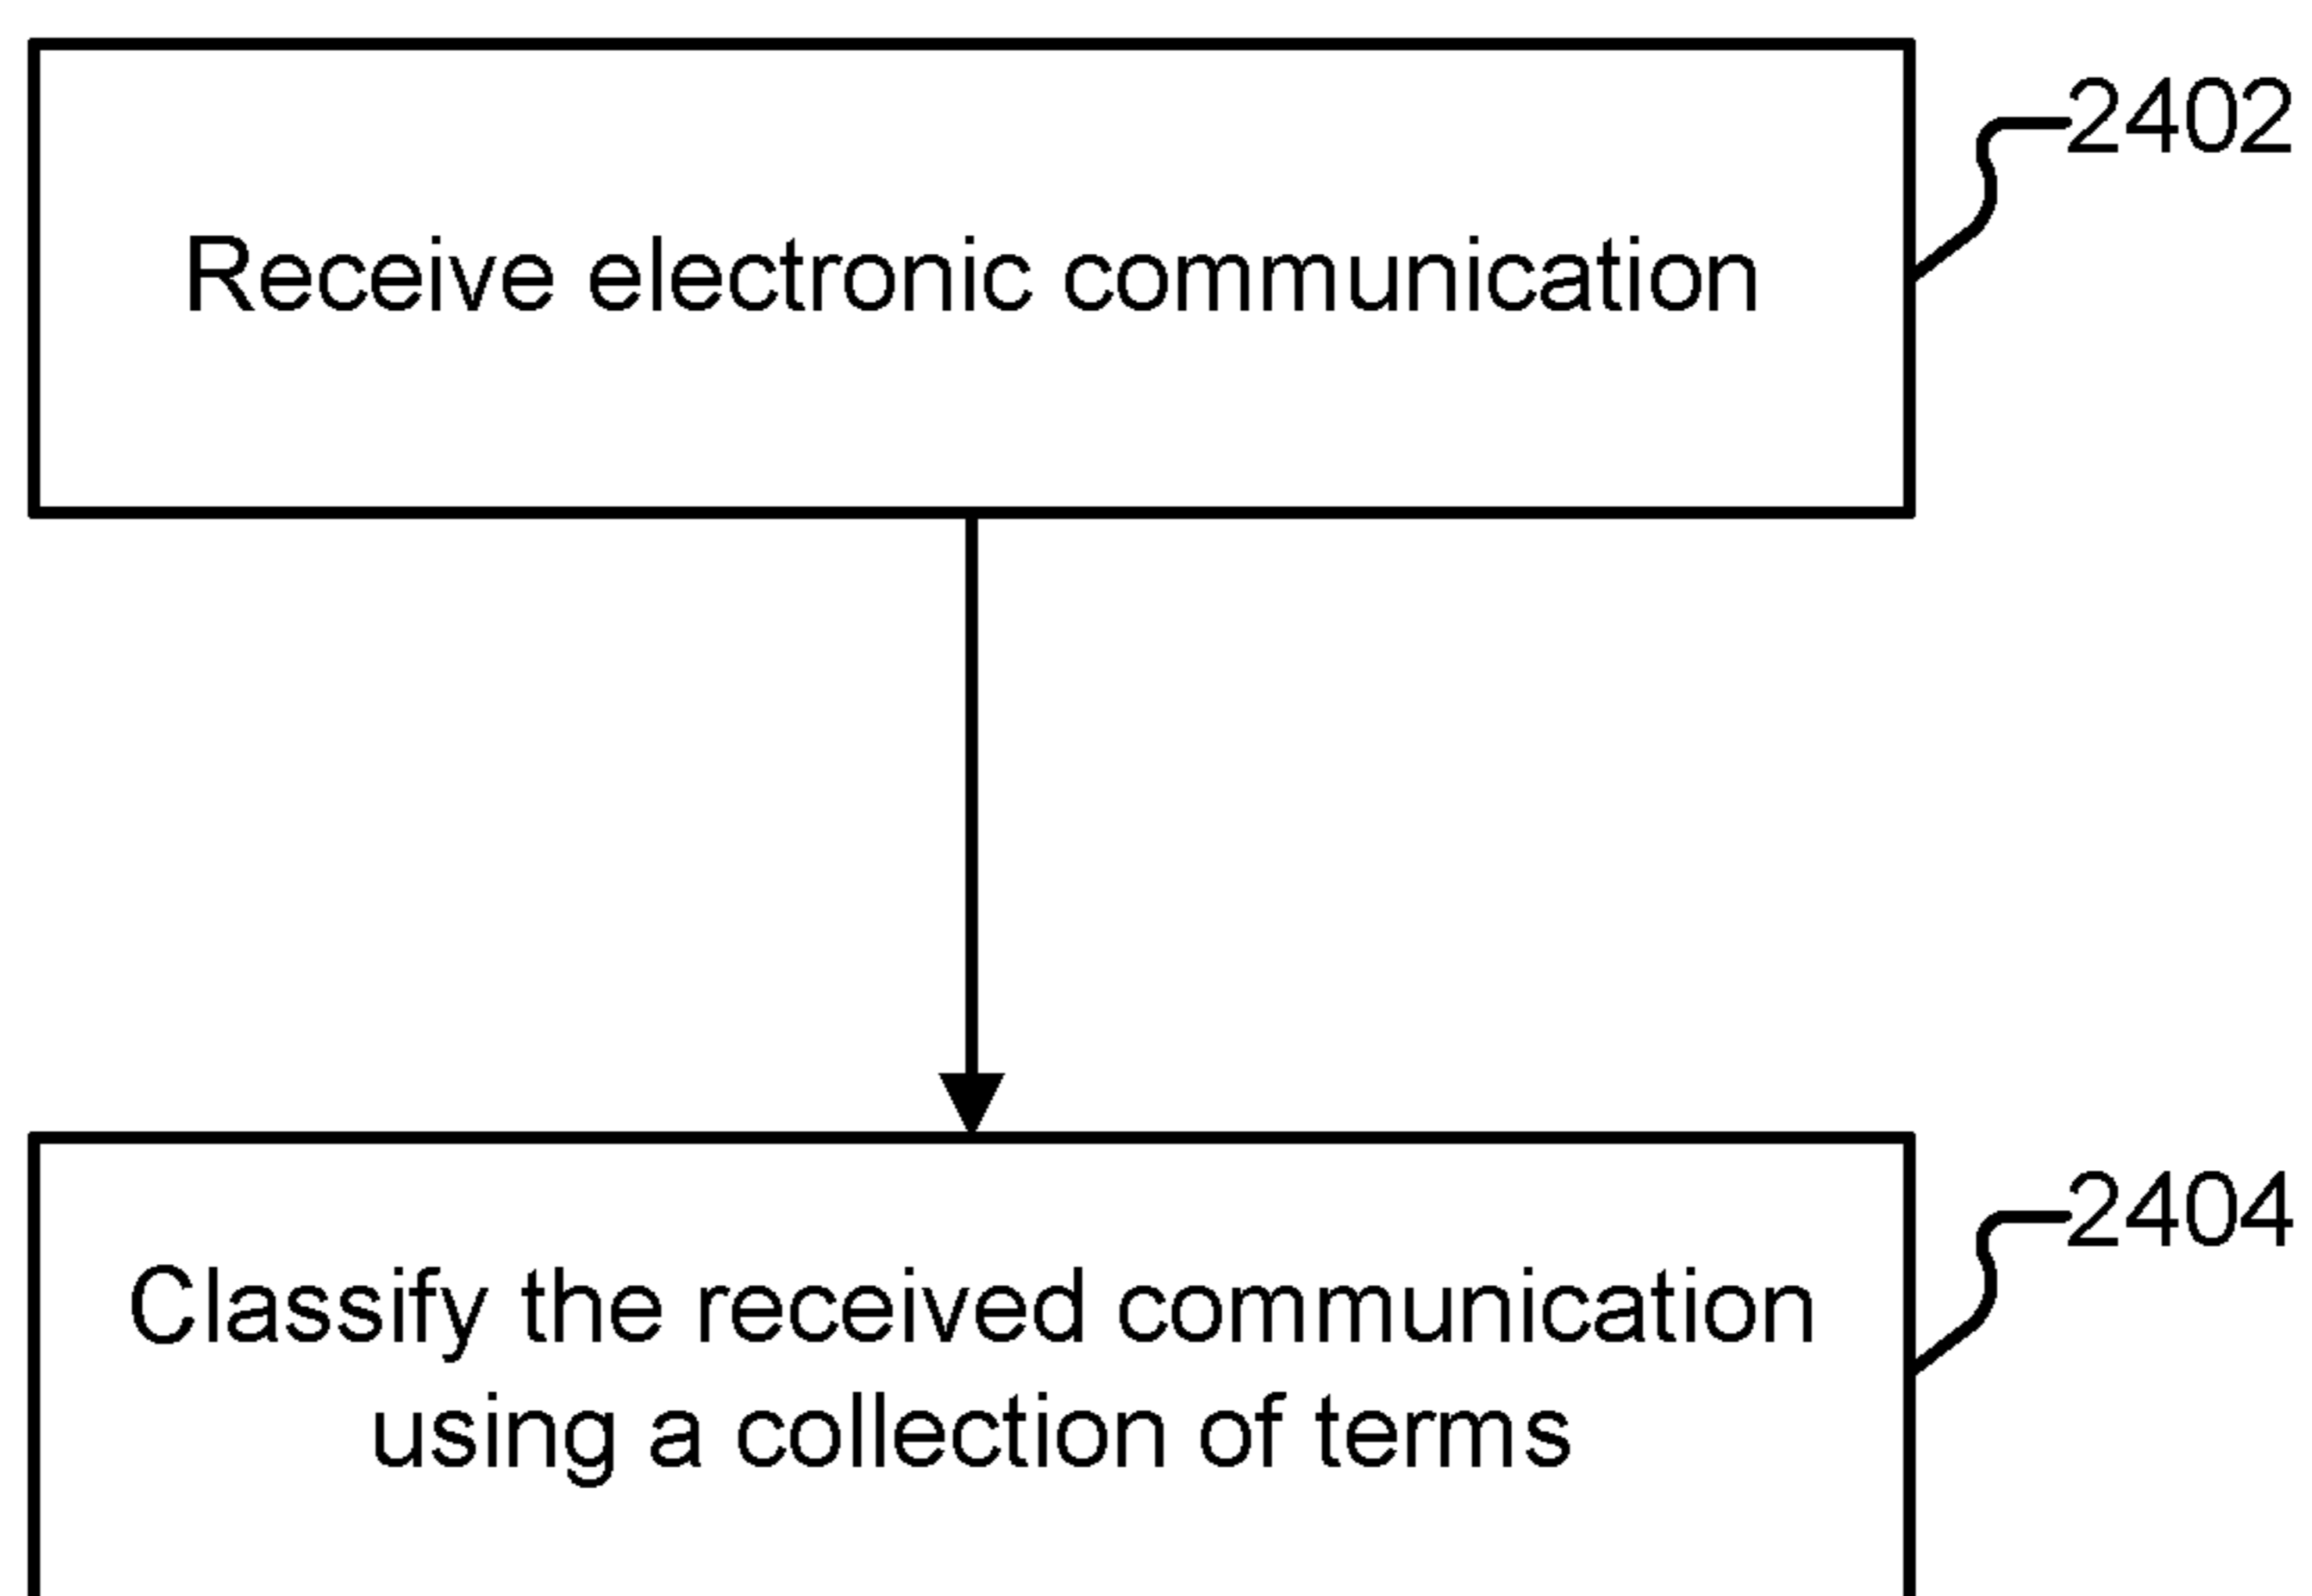 2402
Receive electronic communication
2404
Classify the received communication
using a collection of terms